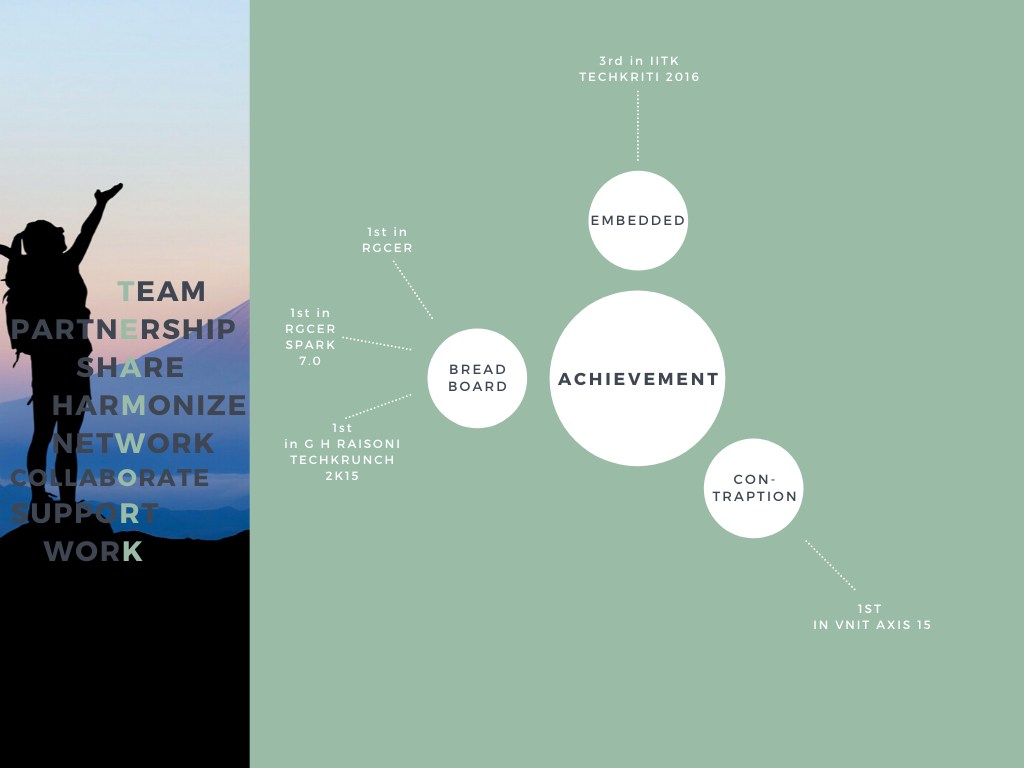 TEAM
PARTNERSHIP
SHARE
HARMONIZE
NETWORK
COLLABORATE
SUPPORT
WORK
3rd in IITK
TECHKRITI 2016
EMBEDDED
1st in
RGCER
1st in
RGCER
SPARK
7.0
BREAD
BOARD
1st
in G H RAISONI
TECHKRUNCH
2K15
ACHIEVEMENT
CON-
TRAPTION
1ST
IN VNIT AXIS 15